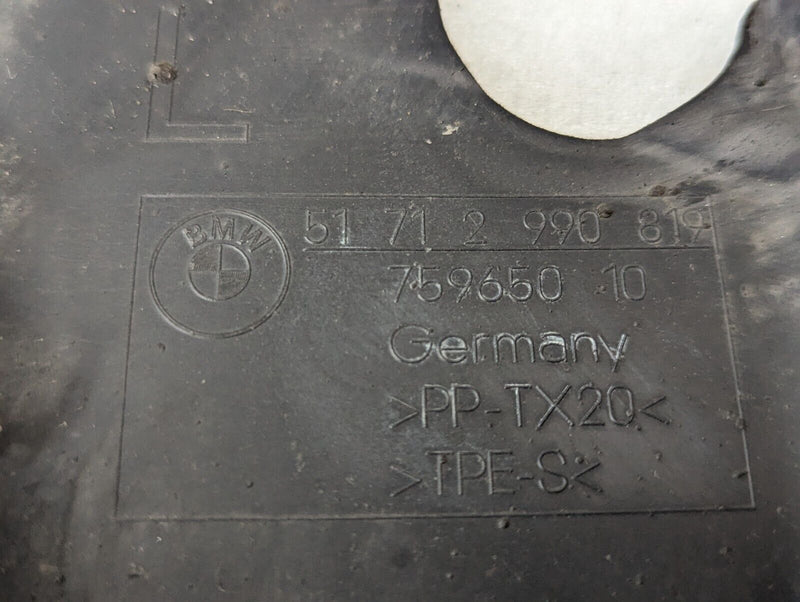 L
BMW
51 71 2 990 819
759650 10
Germany
>PP-TX20<
>TPE-S<